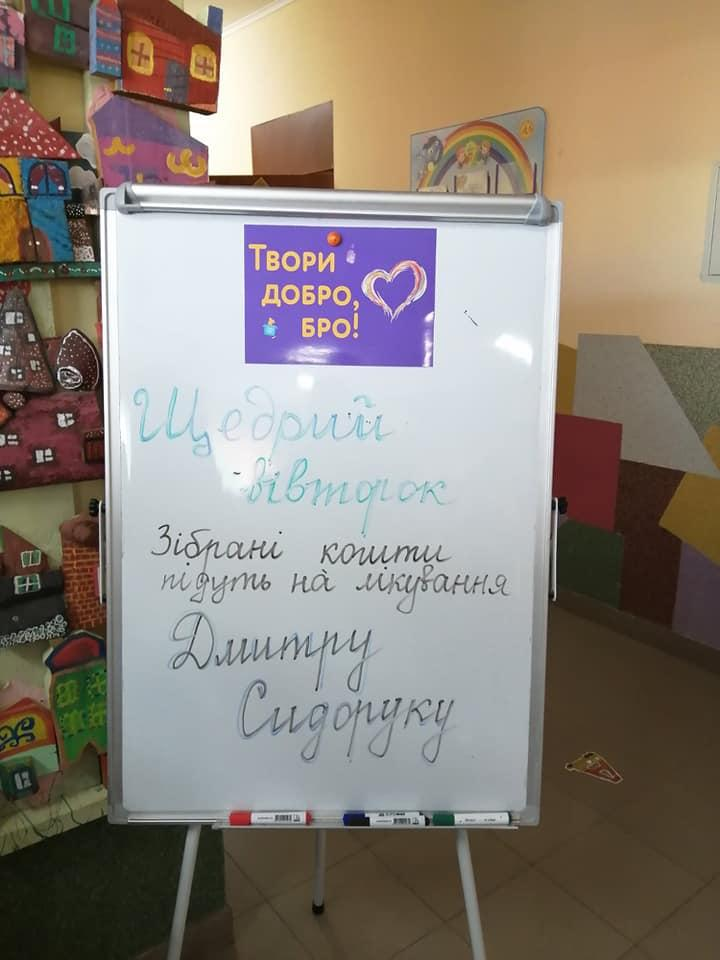 ТВОРИ
ДОБРО,
БРО!
Щедрий
вівторок
Зібрані кошти
підуть на лікування
Дмитру
Сидоруку